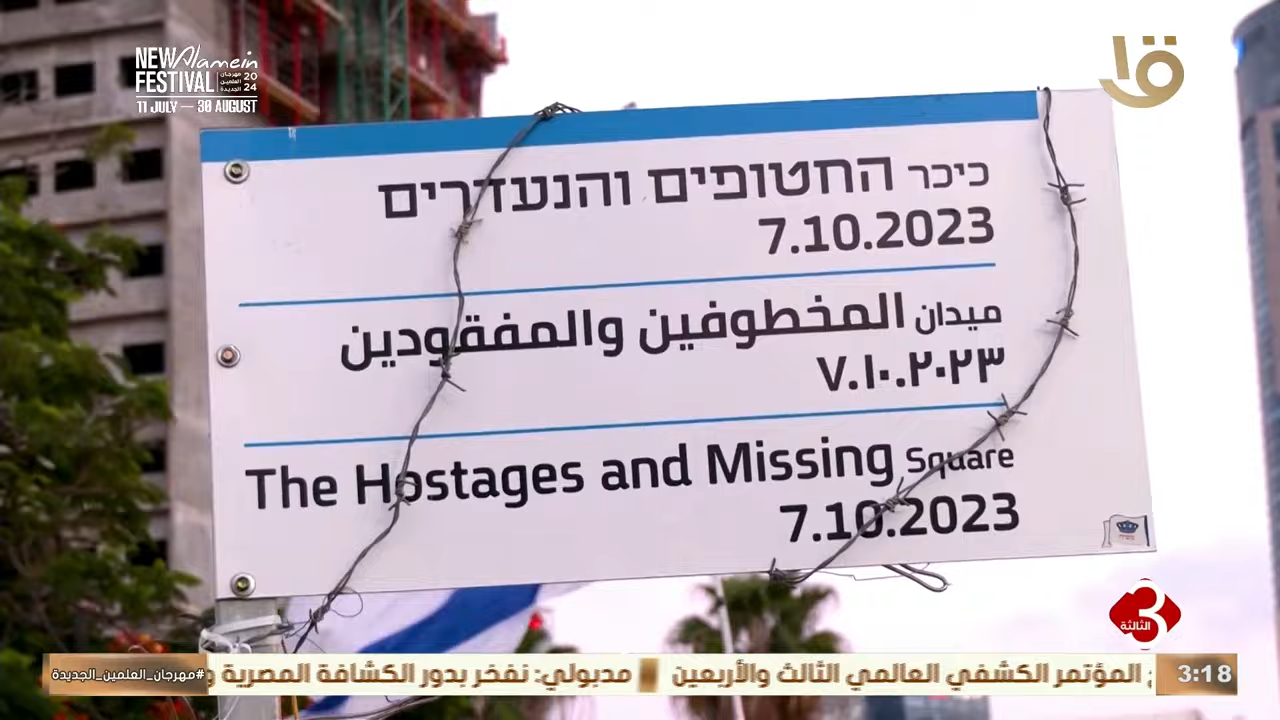 NEW Alamein
FESTIVAL
مهرجان
العلمين
الجديدة
20
24
11 JULY — 30 AUGUST
כיכר החטופים והנעדרים
7.10.2023
ميدان المخطوفين والمفقودين
٧.١٠.٢٠٢٣
The Hostages and Missing Square
7.10.2023
3
الثالثة
المؤتمر الكشفي العالمي الثالث والأربعين
مدبولي: نفخر بدور الكشافة المصرية و
#مهرجان_العلمين_الجديدة
3:18